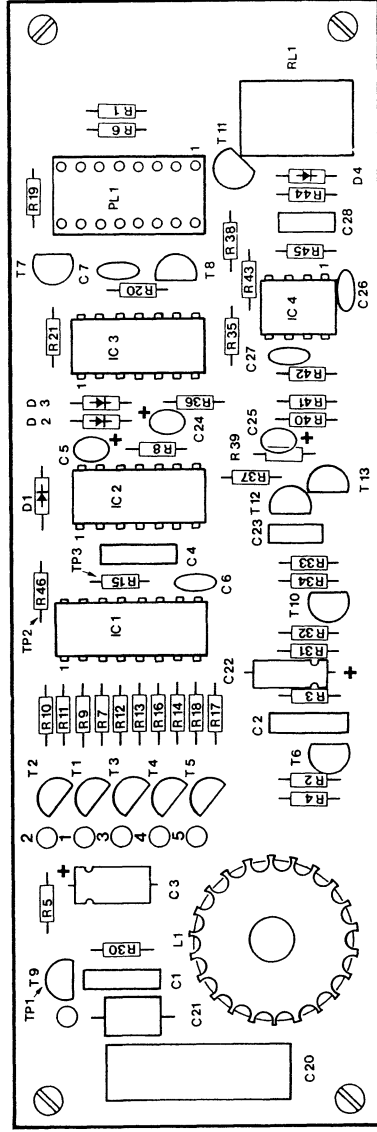 R1
R6
R19
PL1
1
T11
RL1
D4
R44
C28
R45
R38
R43
T7
C7
R20
T8
R21
1
IC3
R35
IC4
1
C26
C27
R42
R41
R40
D3
D2
+
R36
C24
C5
+
R8
C25
+
R39
R37
T13
T12
C23
D1
1
IC2
TP3
C4
R15
C6
TP2
R46
1
IC1
R33
R34
T10
R32
R31
C22
+
R3
C2
T6
R2
R4
R10
R11
R9
R7
R12
R13
R16
R14
R18
R17
T2
T1
T3
T4
T5
2
1
3
4
5
+
C3
R5
R30
L1
T9
TP1
C1
C21
C20